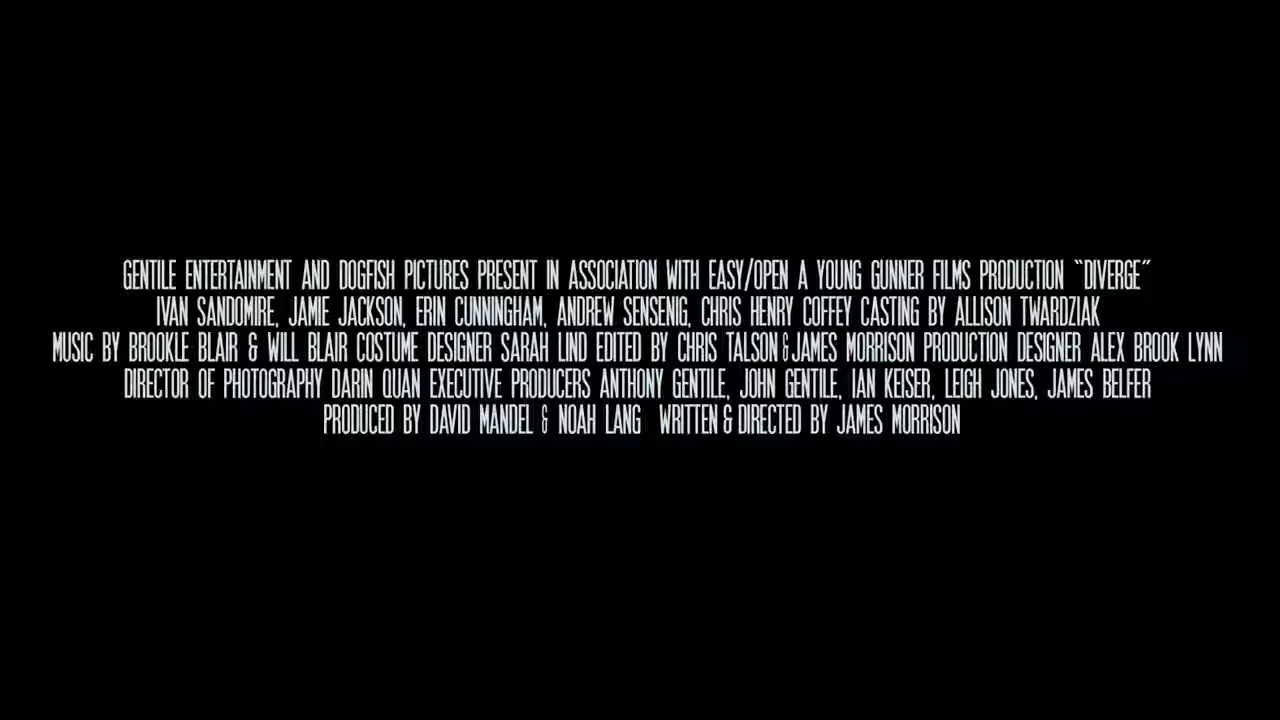 GENTILE ENTERTAINMENT AND DOGFISH PICTURES PRESENT IN ASSOCIATION WITH EASY/OPEN A YOUNG GUNNER FILMS PRODUCTION “DIVERGE”
IVAN SANDOMIRE, JAMIE JACKSON, ERIN CUNNINGHAM, ANDREW SENSENIG, CHRIS HENRY COFFEY CASTING BY ALLISON TWARDZIAK
MUSIC BY BROOKLE BLAIR & WILL BLAIR COSTUME DESIGNER SARAH LIND EDITED BY CHRIS TALSON & JAMES MORRISON PRODUCTION DESIGNER ALEX BROOK LYNN
DIRECTOR OF PHOTOGRAPHY DARIN QUAN EXECUTIVE PRODUCERS ANTHONY GENTILE, JOHN GENTILE, IAN KEISER, LEIGH JONES, JAMES BELFER
PRODUCED BY DAVID MANDEL & NOAH LANG WRITTEN & DIRECTED BY JAMES MORRISON